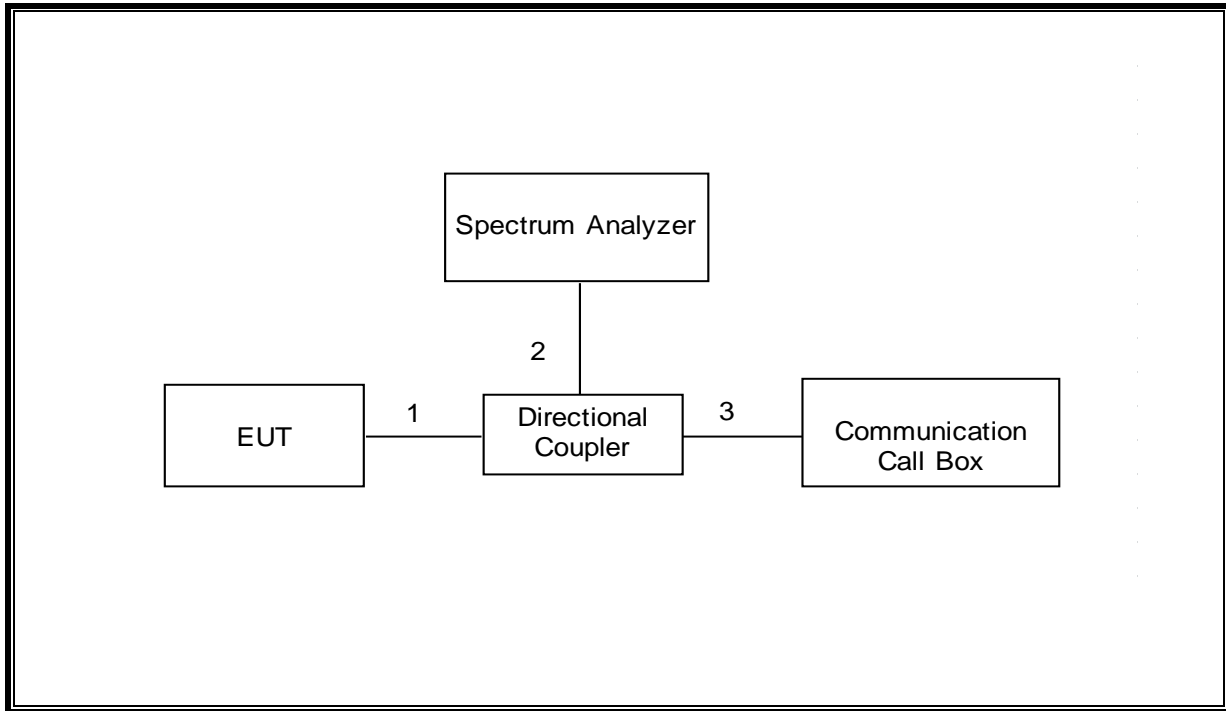 Spectrum Analyzer
2
EUT
1
Directional
Coupler
3
Communication
Call Box